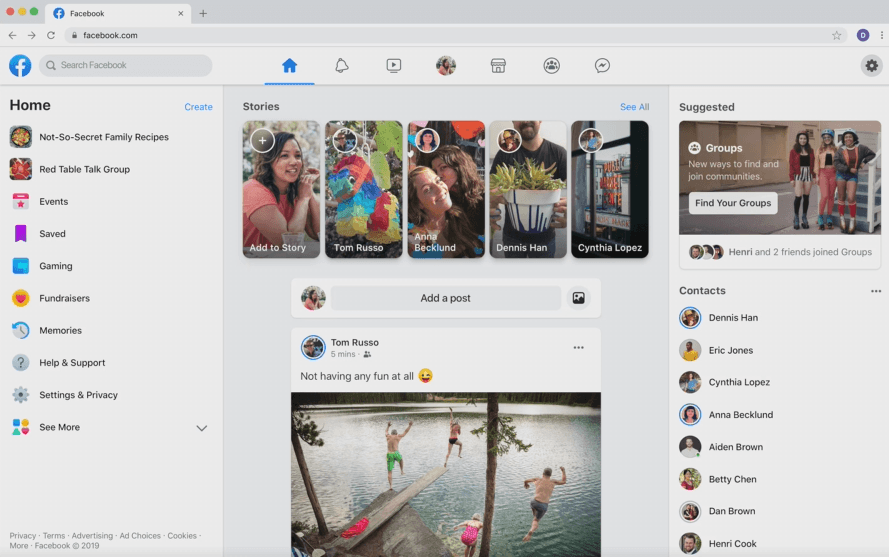 Facebook
facebook.com
D
Search Facebook
Home
Create
Not-So-Secret Family Recipes
Red Table Talk Group
Events
Saved
Gaming
Fundraisers
Memories
Help & Support
Settings & Privacy
See More
Privacy · Terms · Advertising · Ad Choices · Cookies ·
More · Facebook © 2019
Stories
See All
Add to Story
Tom Russo
Anna
Becklund
Dennis Han
Cynthia Lopez
Add a post
Tom Russo
5 mins ·
Not having any fun at all 😜
Suggested
Groups
New ways to find and
join communities.
Find Your Groups
Henri and 2 friends joined Groups
Contacts
Dennis Han
Eric Jones
Cynthia Lopez
Anna Becklund
Aiden Brown
Betty Chen
Dan Brown
Henri Cook